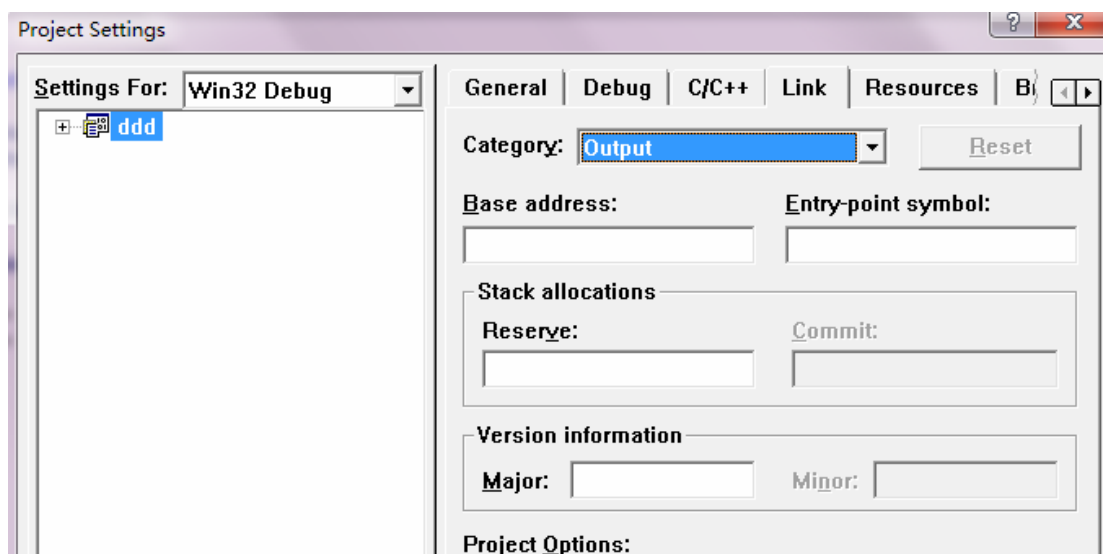 Project Settings
Settings For: Win32 Debug
ddd
General Debug C/C++ Link Resources
Category: Output Reset
Base address: Entry-point symbol:
Stack allocations
Reserve: Commit:
Version information
Major: Minor:
Project Options: